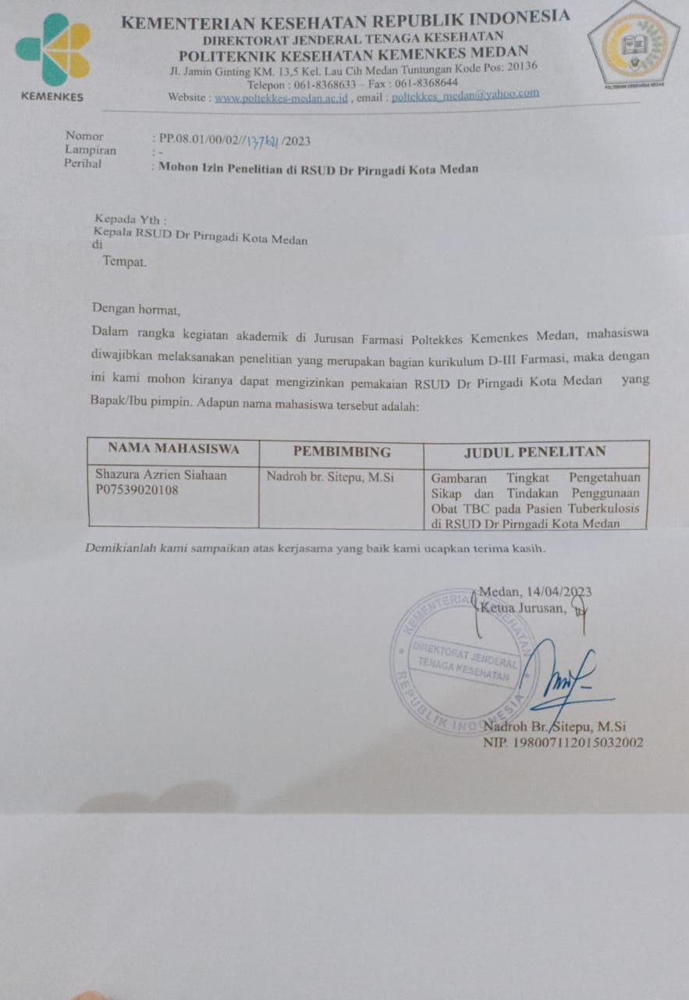 KEMENTERIAN KESEHATAN REPUBLIK INDONESIA
DIREKTORAT JENDERAL TENAGA KESEHATAN
POLITEKNIK KESEHATAN KEMENKES MEDAN
Jl. Jamin Ginting KM. 13,5 Kel. Lau Cih Medan Tuntungan Kode Pos: 20136
Telepon : 061-8368633 – Fax : 061-8368644
Website : www.poltekkes-medan.ac.id , email : poltekkes_medan@yahoo.com
KEMENKES
POLITEKNIK KESEHATAN MEDAN
Nomor : PP.08.01/00/02// /2023
Lampiran : -
Perihal : Mohon Izin Penelitian di RSUD Dr Pirngadi Kota Medan
Kepada Yth :
Kepala RSUD Dr Pirngadi Kota Medan
di
Tempat.
Dengan hormat,
Dalam rangka kegiatan akademik di Jurusan Farmasi Poltekkes Kemenkes Medan, mahasiswa
diwajibkan melaksanakan penelitian yang merupakan bagian kurikulum D-III Farmasi, maka dengan
ini kami mohon kiranya dapat mengizinkan pemakaian RSUD Dr Pirngadi Kota Medan yang
Bapak/Ibu pimpin. Adapun nama mahasiswa tersebut adalah:
NAMA MAHASISWA PEMBIMBING JUDUL PENELITAN
Shazura Azrien Siahaan Nadroh br. Sitepu, M.Si Gambaran Tingkat Pengetahuan
P07539020108 Sikap dan Tindakan Penggunaan
Obat TBC pada Pasien Tuberkulosis
di RSUD Dr Pirngadi Kota Medan
Demikianlah kami sampaikan atas kerjasama yang baik kami ucapkan terima kasih.
Medan, 14/04/2023
Ketua Jurusan,
KEMENTERIAN KESEHATAN
DIREKTORAT JENDERAL
TENAGA KESEHATAN
REPUBLIK INDONESIA
Nadroh Br. Sitepu, M.Si
NIP. 198007112015032002